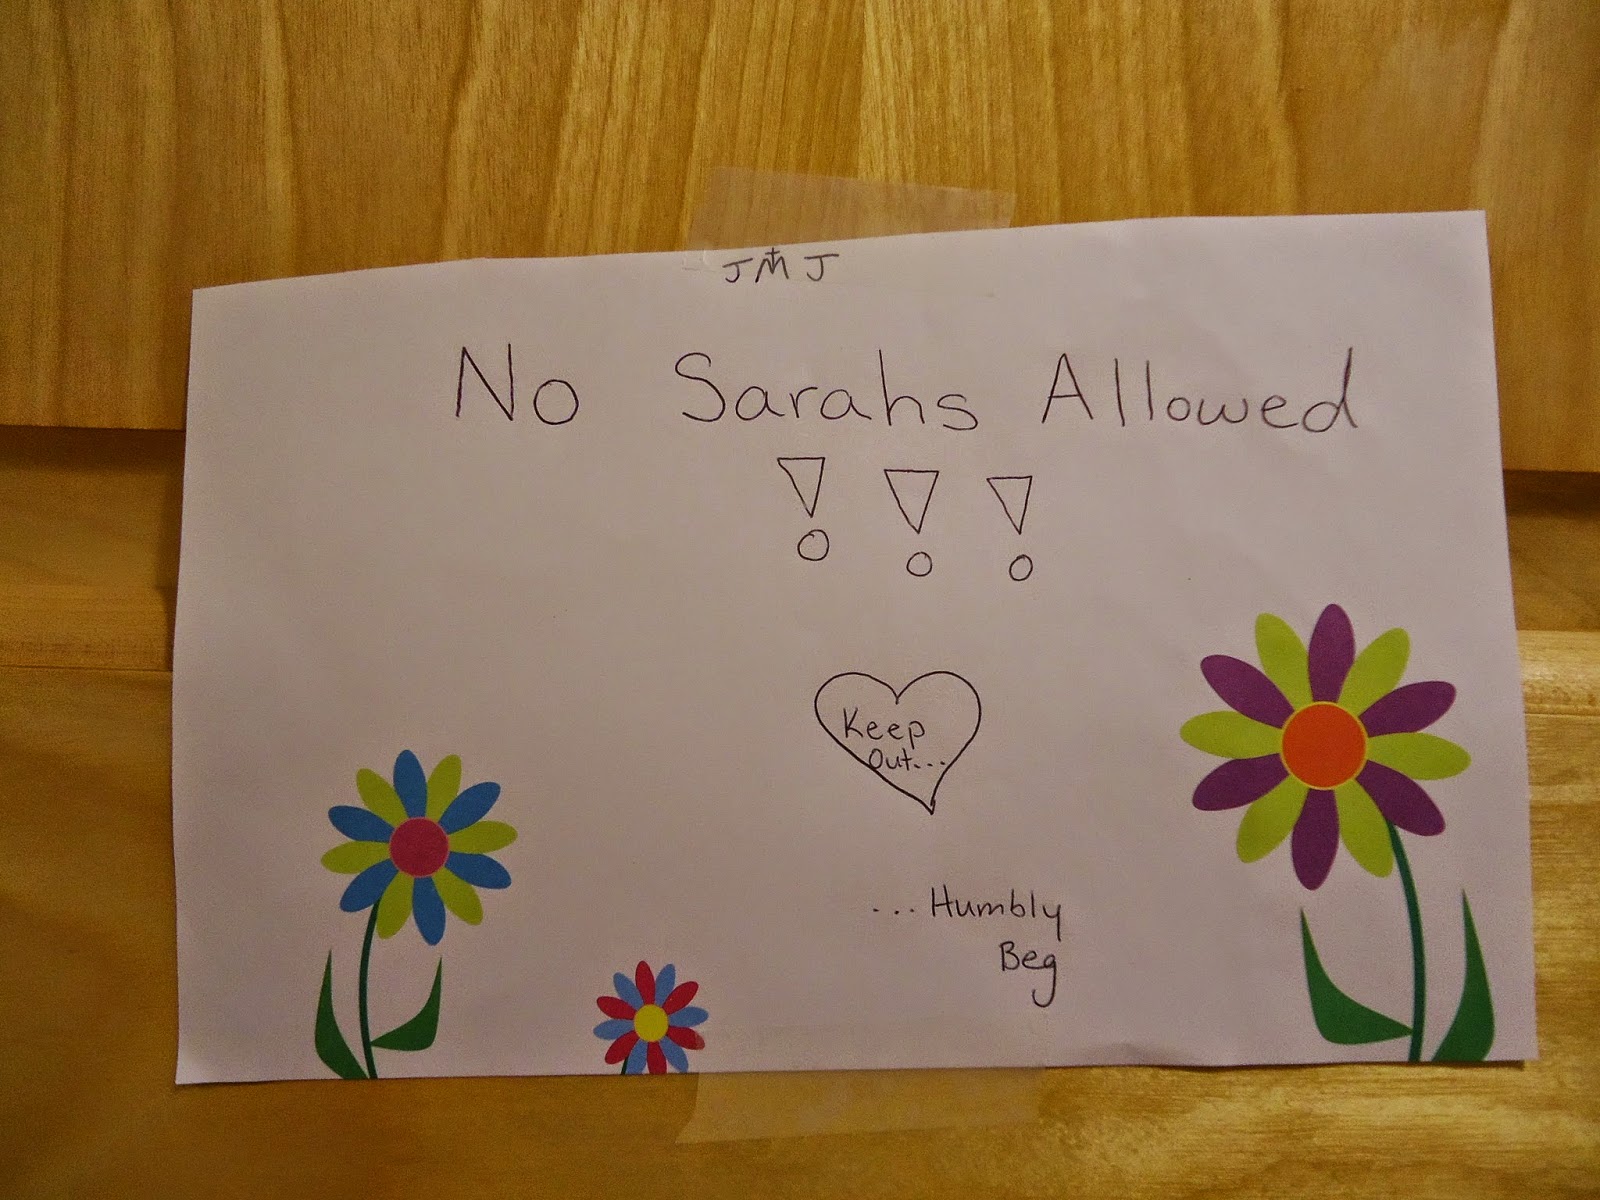 JMJ
No Sarahs Allowed
!!!
Keep
Out...
...Humbly
Beg